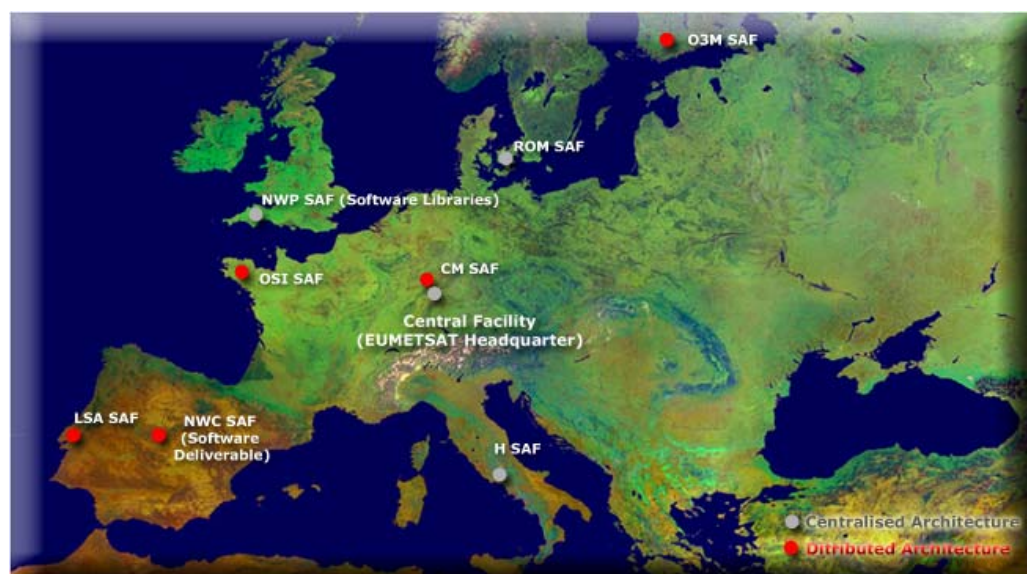 O3M SAF
ROM SAF
NWP SAF (Software Libraries)
OSI SAF
CM SAF
Central Facility
(EUMETSAT Headquarter)
LSA SAF
NWC SAF
(Software
Deliverable)
H SAF
Centralised Architecture
Ditributed Architecture